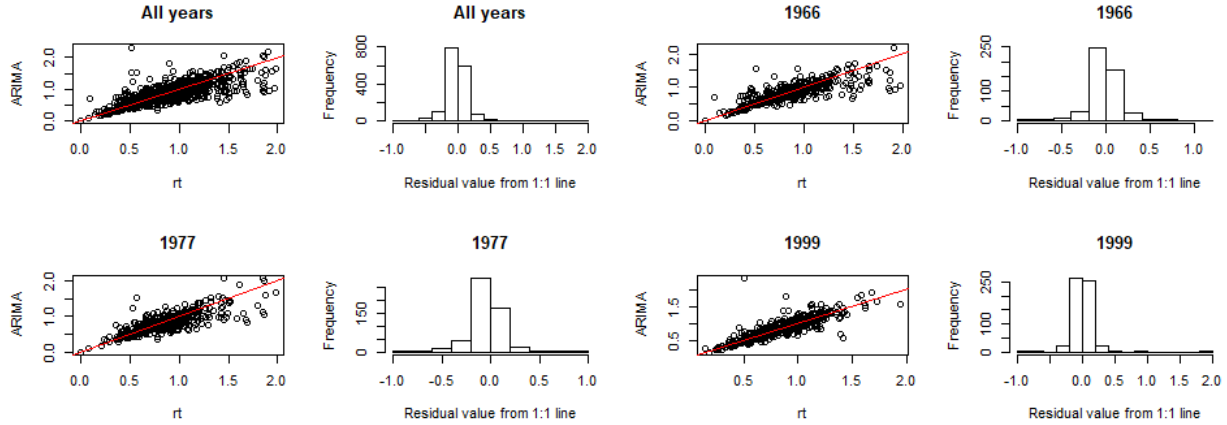 All years
ARIMA
0.0 1.0 2.0
0.0 0.5 1.0 1.5 2.0
rt
All years
Frequency
0 400 800
-1.0 0.0 1.0 1.5 2.0
Residual value from 1:1 line
1966
ARIMA
0.0 1.0 2.0
0.0 0.5 1.0 1.5 2.0
rt
1966
Frequency
0 100 250
-1.0 -0.5 0.0 0.5 1.0
Residual value from 1:1 line
1977
ARIMA
0.0 1.0 2.0
0.0 0.5 1.0 1.5 2.0
rt
1977
Frequency
0 150
-1.0 -0.5 0.0 0.5 1.0
Residual value from 1:1 line
1999
ARIMA
0.5 1.5
0.5 1.0 1.5 2.0
rt
1999
Frequency
0 100 250
-1.0 0.0 0.5 1.0 1.5 2.0
Residual value from 1:1 line